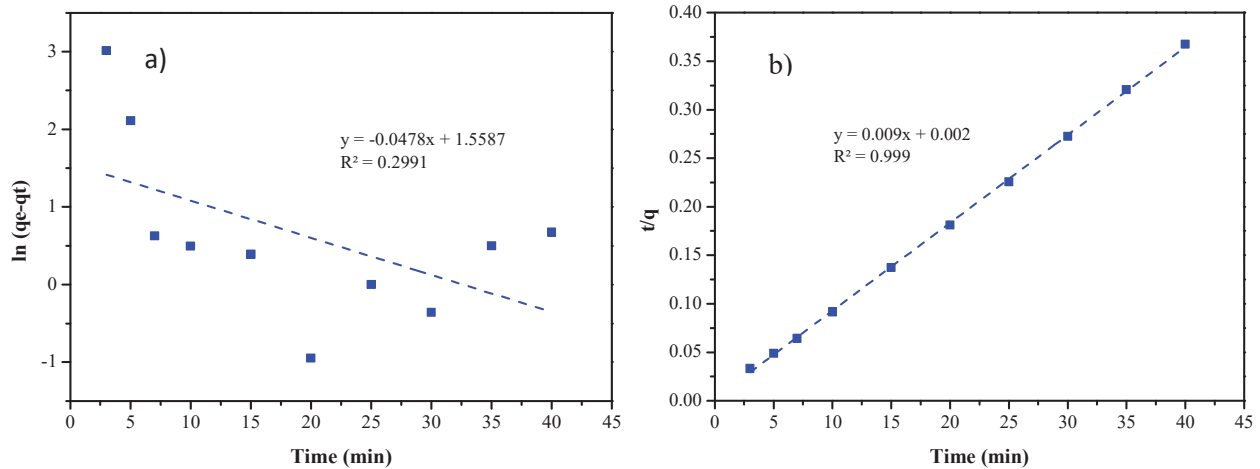 a)
y = -0.0478x + 1.5587
R² = 0.2991
ln (qe-qt)
3
2
1
0
-1
0 5 10 15 20 25 30 35 40 45
Time (min)
b)
y = 0.009x + 0.002
R² = 0.999
t/q
0.40
0.35
0.30
0.25
0.20
0.15
0.10
0.05
0.00
0 5 10 15 20 25 30 35 40 45
Time (min)